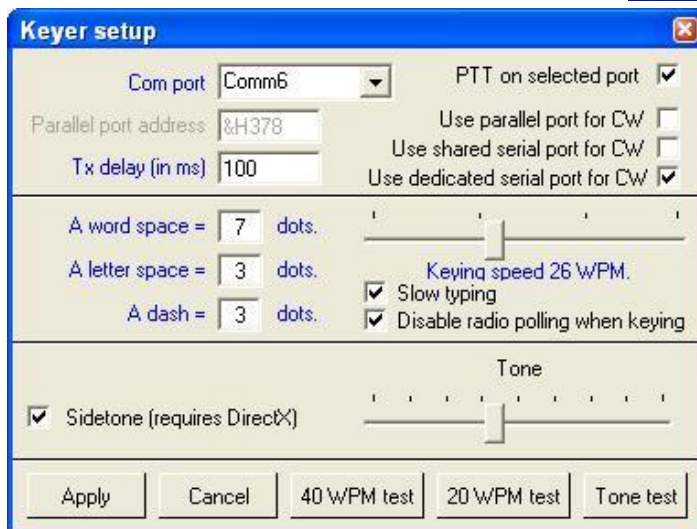 Keyer setup
Com port Comm6 PTT on selected port
Parallel port address &H378 Use parallel port for CW
Use shared serial port for CW
Tx delay (in ms) 100 Use dedicated serial port for CW
A word space = 7 dots.
A letter space = 3 dots. Keying speed 26 WPM.
Slow typing
A dash = 3 dots. Disable radio polling when keying
Tone
Sidetone (requires DirectX)
Apply Cancel 40 WPM test 20 WPM test Tone test